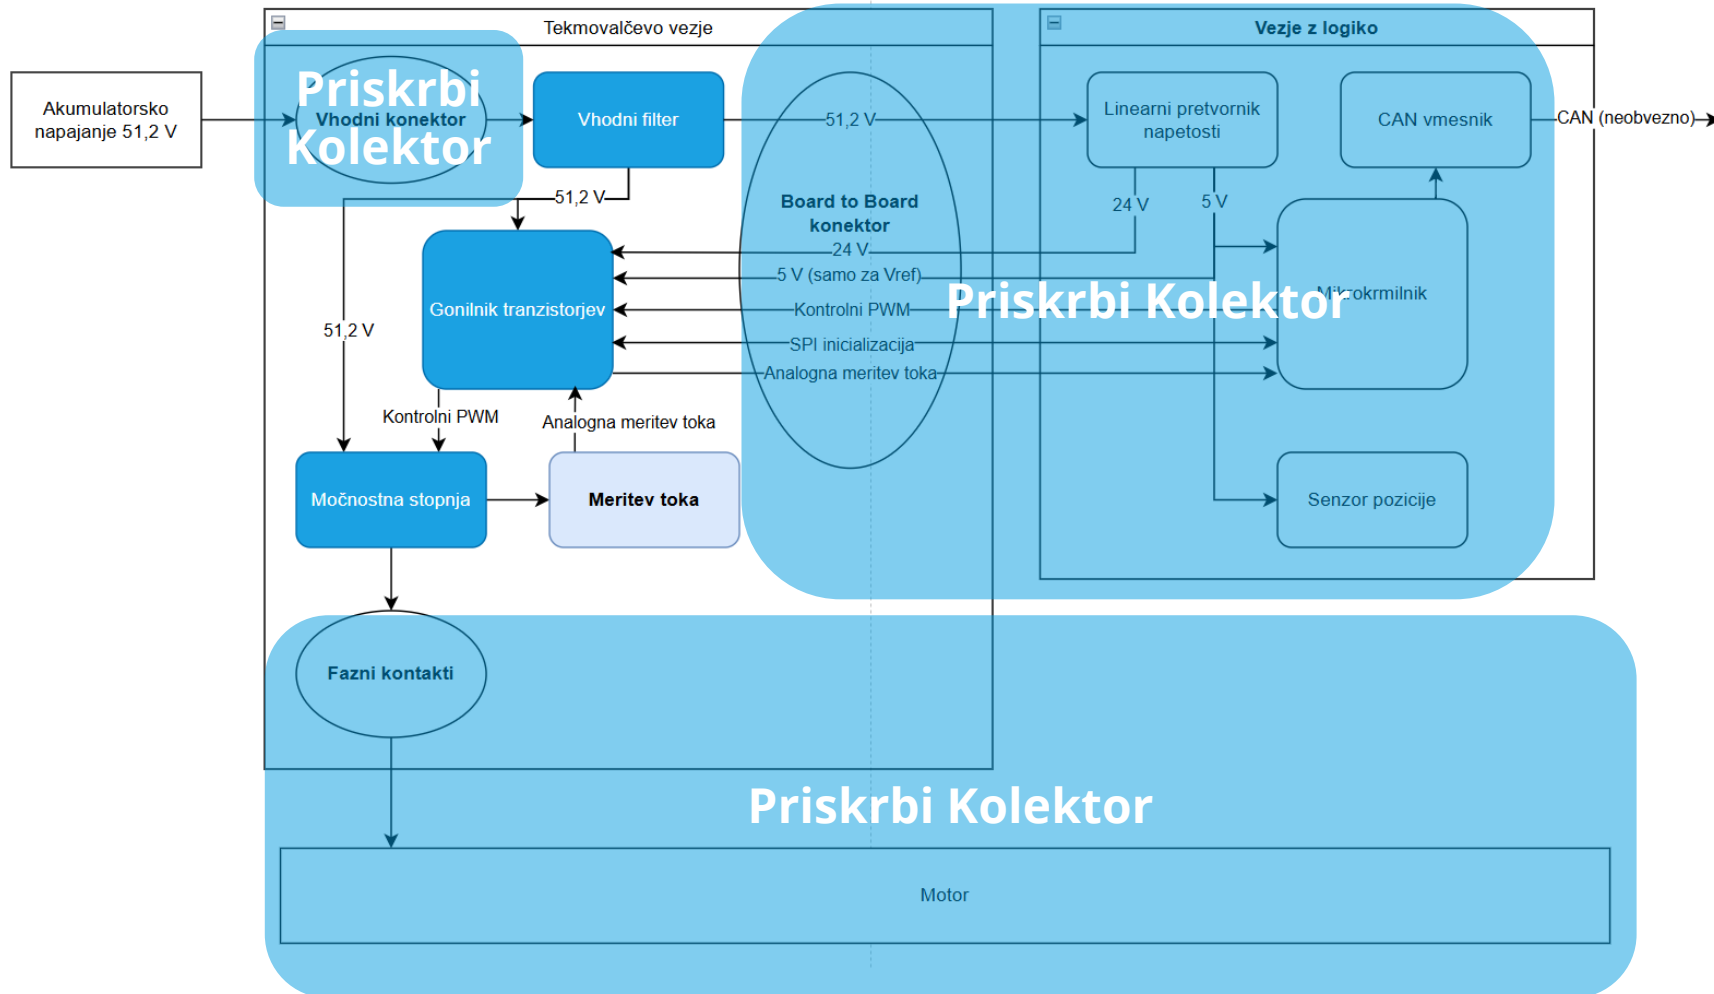 Tekmovalčevo vezje
Vezje z logiko
Akumulatorsko
napajanje 51,2 V
Priskrbi
Kolektor
Vhodni konektor
Vhodni filter
51,2 V
Linearni pretvornik
napetosti
CAN vmesnik
CAN (neobvezno)
51,2 V
Board to Board
konektor
24 V
5 V
24 V
5 V (samo za Vref)
Kontrolni PWM
SPI inicializacija
Analogna meritev toka
Gonilnik tranzistorjev
Priskrbi Kolektor
Mikrokrmilnik
51,2 V
Kontrolni PWM
Analogna meritev toka
Močnostna stopnja
Meritev toka
Senzor pozicije
Fazni kontakti
Priskrbi Kolektor
Motor